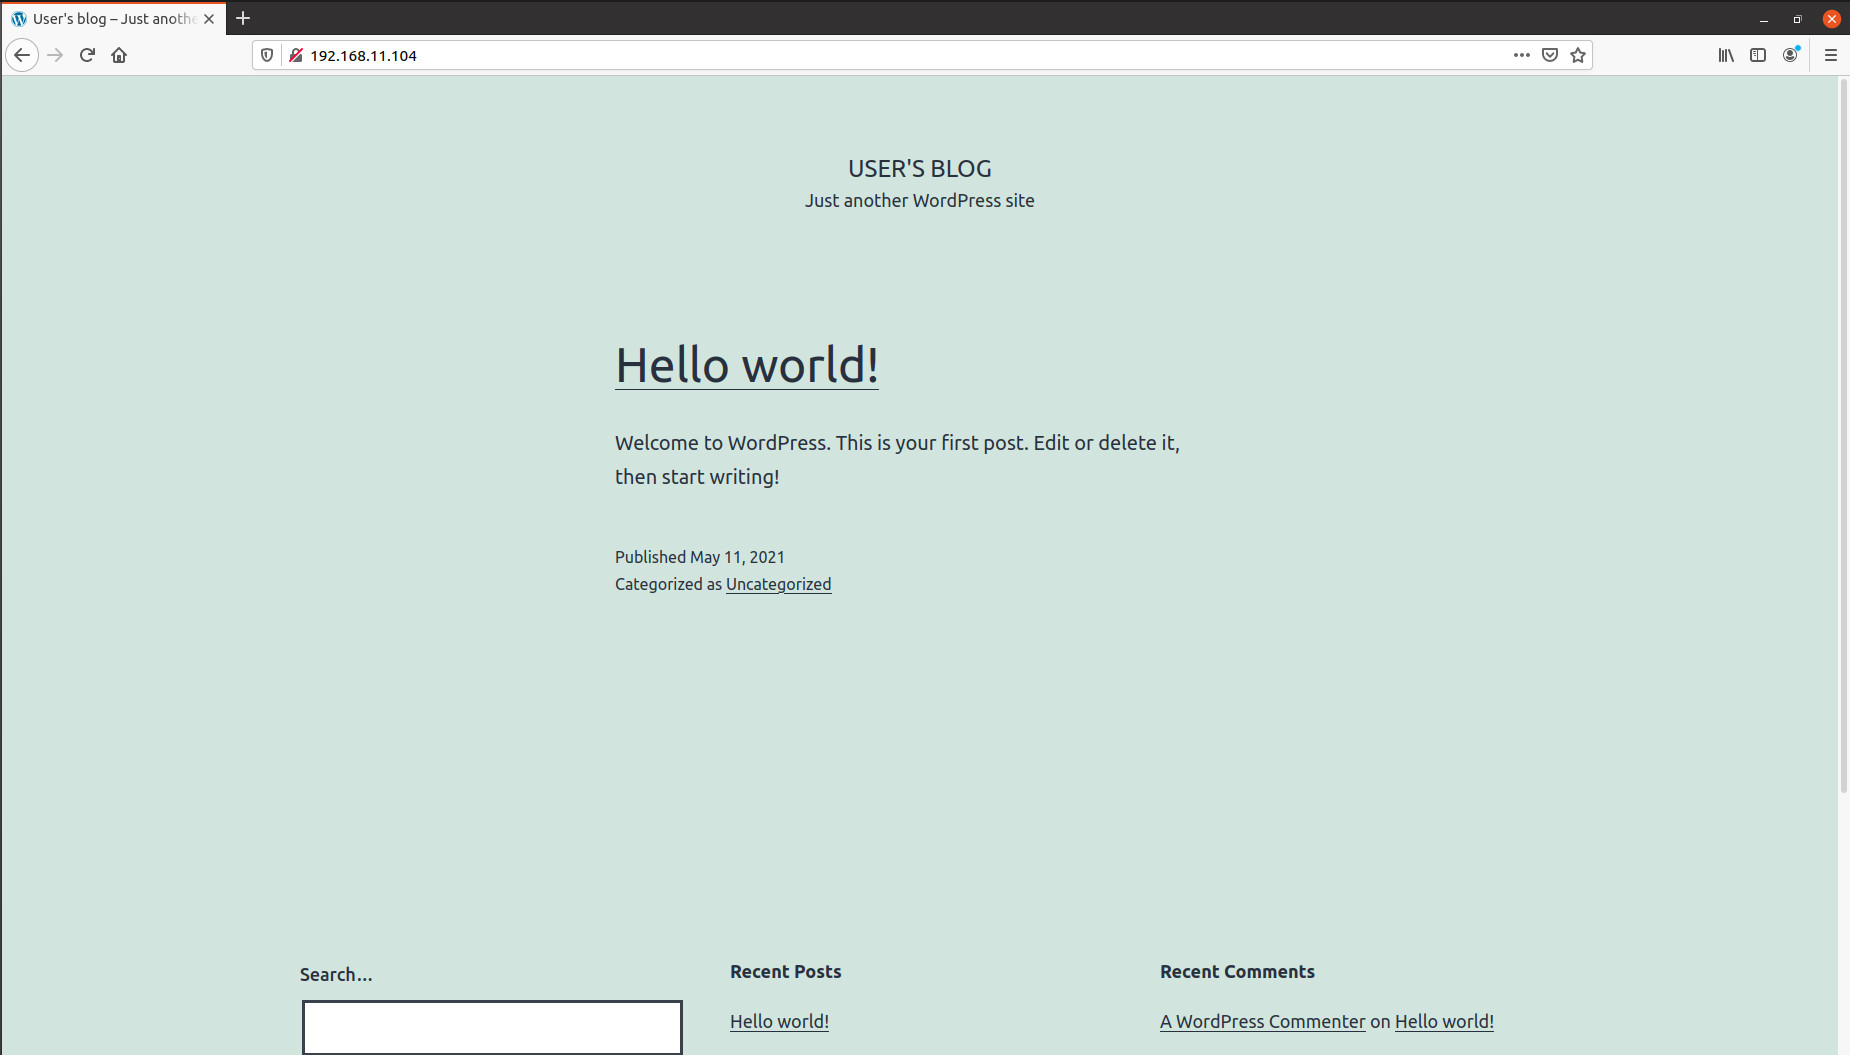 User's blog – Just anothe
192.168.11.104
USER'S BLOG
Just another WordPress site
Hello world!
Welcome to WordPress. This is your first post. Edit or delete it,
then start writing!
Published May 11, 2021
Categorized as Uncategorized
Search…
Recent Posts
Hello world!
Recent Comments
A WordPress Commenter on Hello world!